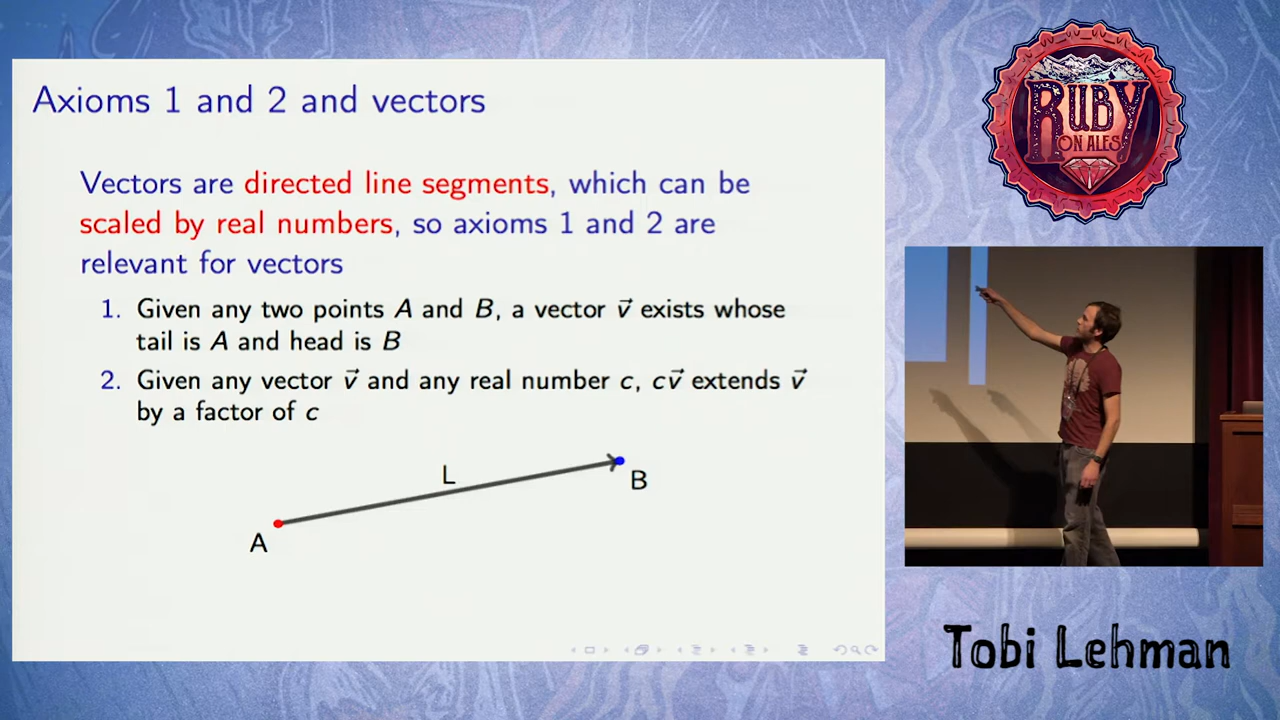 Axioms 1 and 2 and vectors
Vectors are directed line segments, which can be
scaled by real numbers, so axioms 1 and 2 are
relevant for vectors
1. Given any two points A and B, a vector v⃗ exists whose
tail is A and head is B
2. Given any vector v⃗ and any real number c, cv⃗ extends v⃗
by a factor of c
L
B
A
RUBY
ON ALES
Tobi Lehman